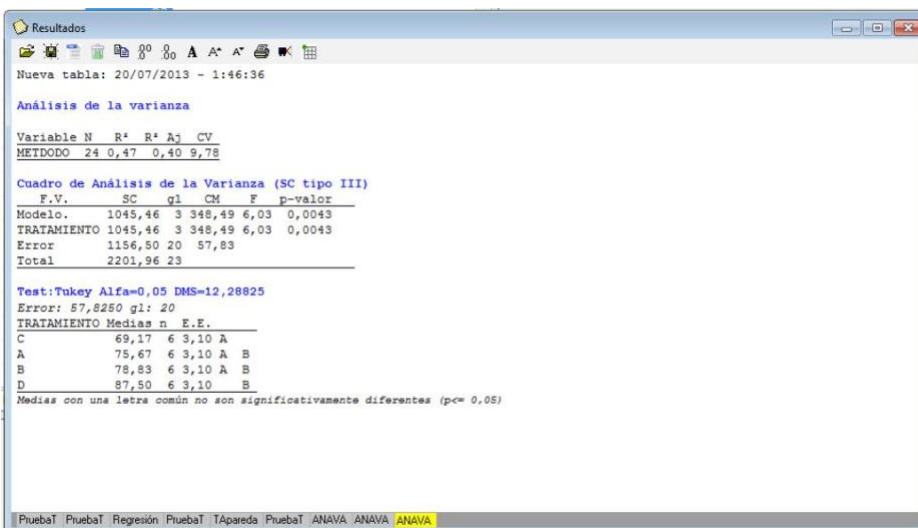 Resultados
Nueva tabla: 20/07/2013 - 1:46:36
Análisis de la varianza
Variable N R² R² Aj CV
METDODO 24 0,47 0,40 9,78
Cuadro de Análisis de la Varianza (SC tipo III)
F.V. SC gl CM F p-valor
Modelo. 1045,46 3 348,49 6,03 0,0043
TRATAMIENTO 1045,46 3 348,49 6,03 0,0043
Error 1156,50 20 57,83
Total 2201,96 23
Test:Tukey Alfa=0,05 DMS=12,28825
Error: 57,8250 gl: 20
TRATAMIENTO Medias n E.E.
C 69,17 6 3,10 A
A 75,67 6 3,10 A B
B 78,83 6 3,10 A B
D 87,50 6 3,10 B
Medias con una letra común no son significativamente diferentes (p<= 0,05)
PruebaT PruebaT Regresión PruebaT TApareda PruebaT ANAVA ANAVA ANAVA